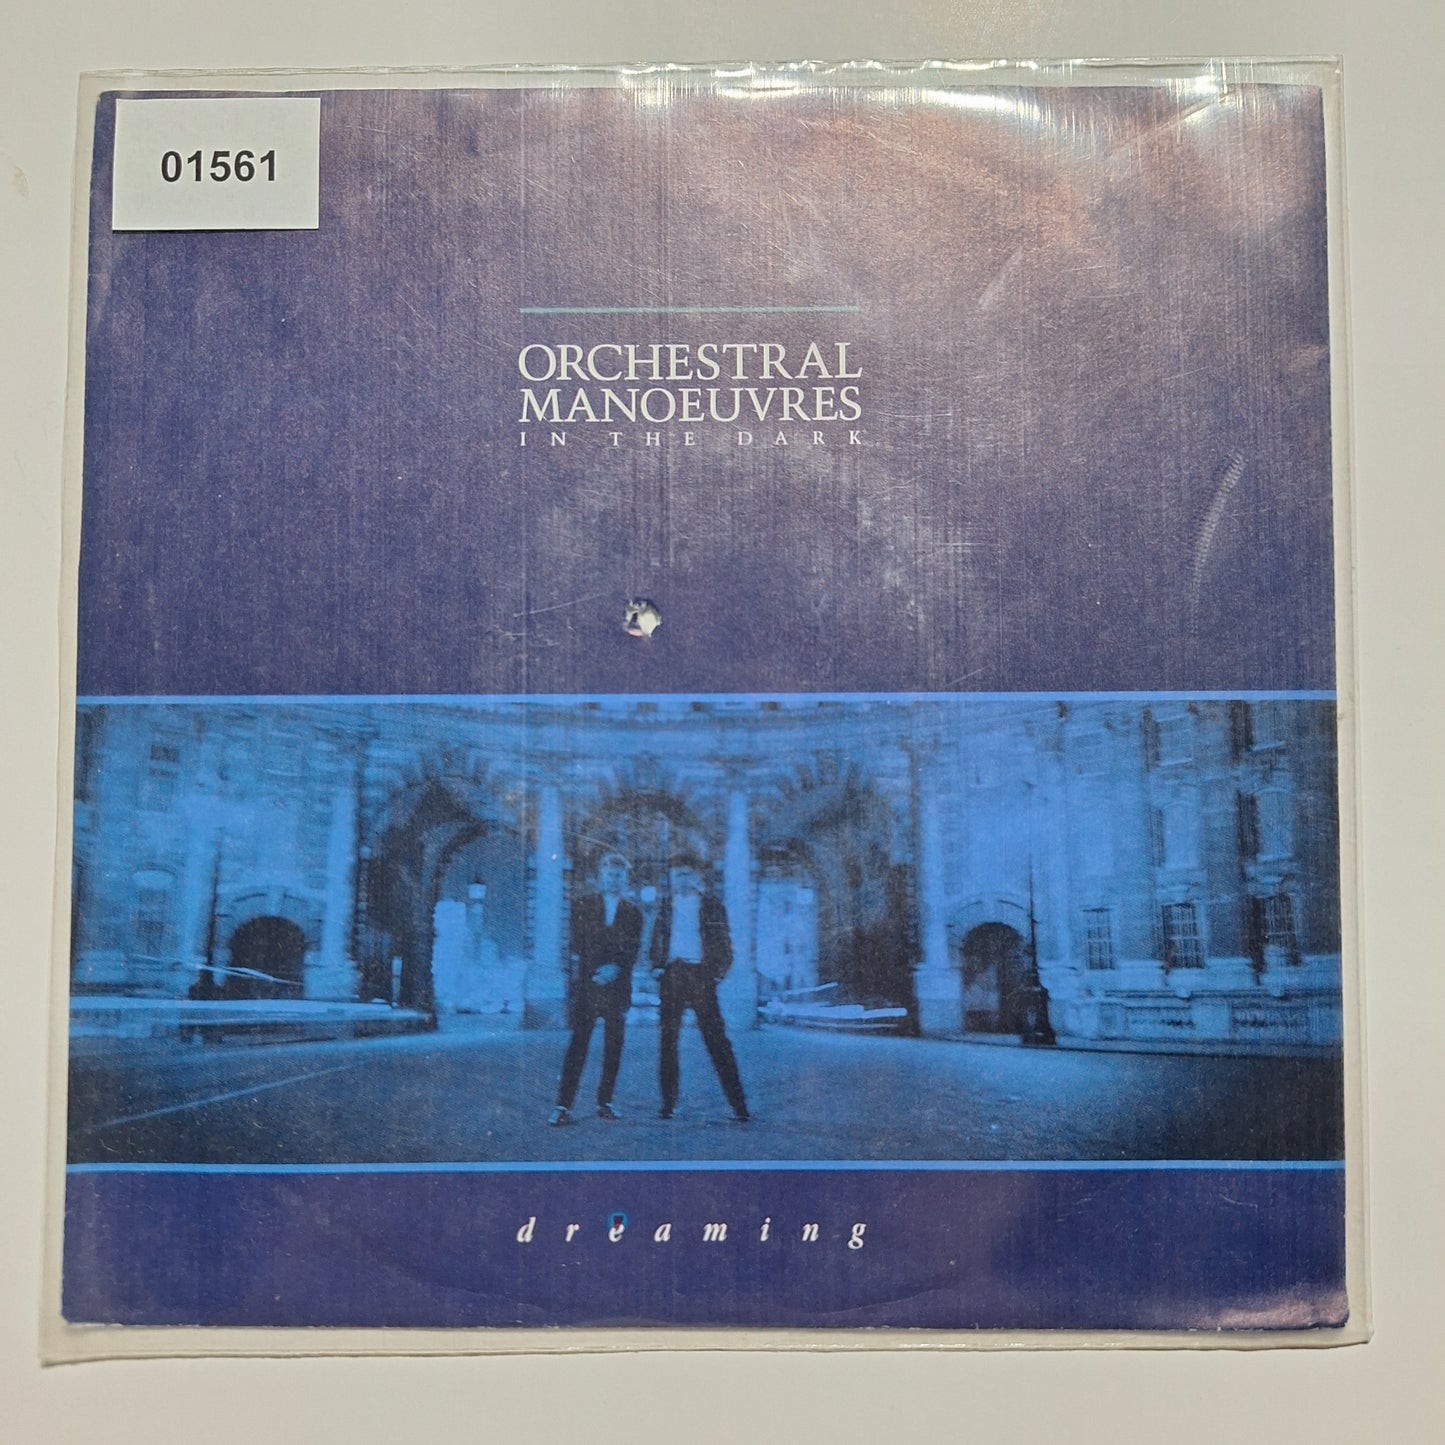 01561
ORCHESTRAL
MANOEUVRES
IN THE DARK
dreaming